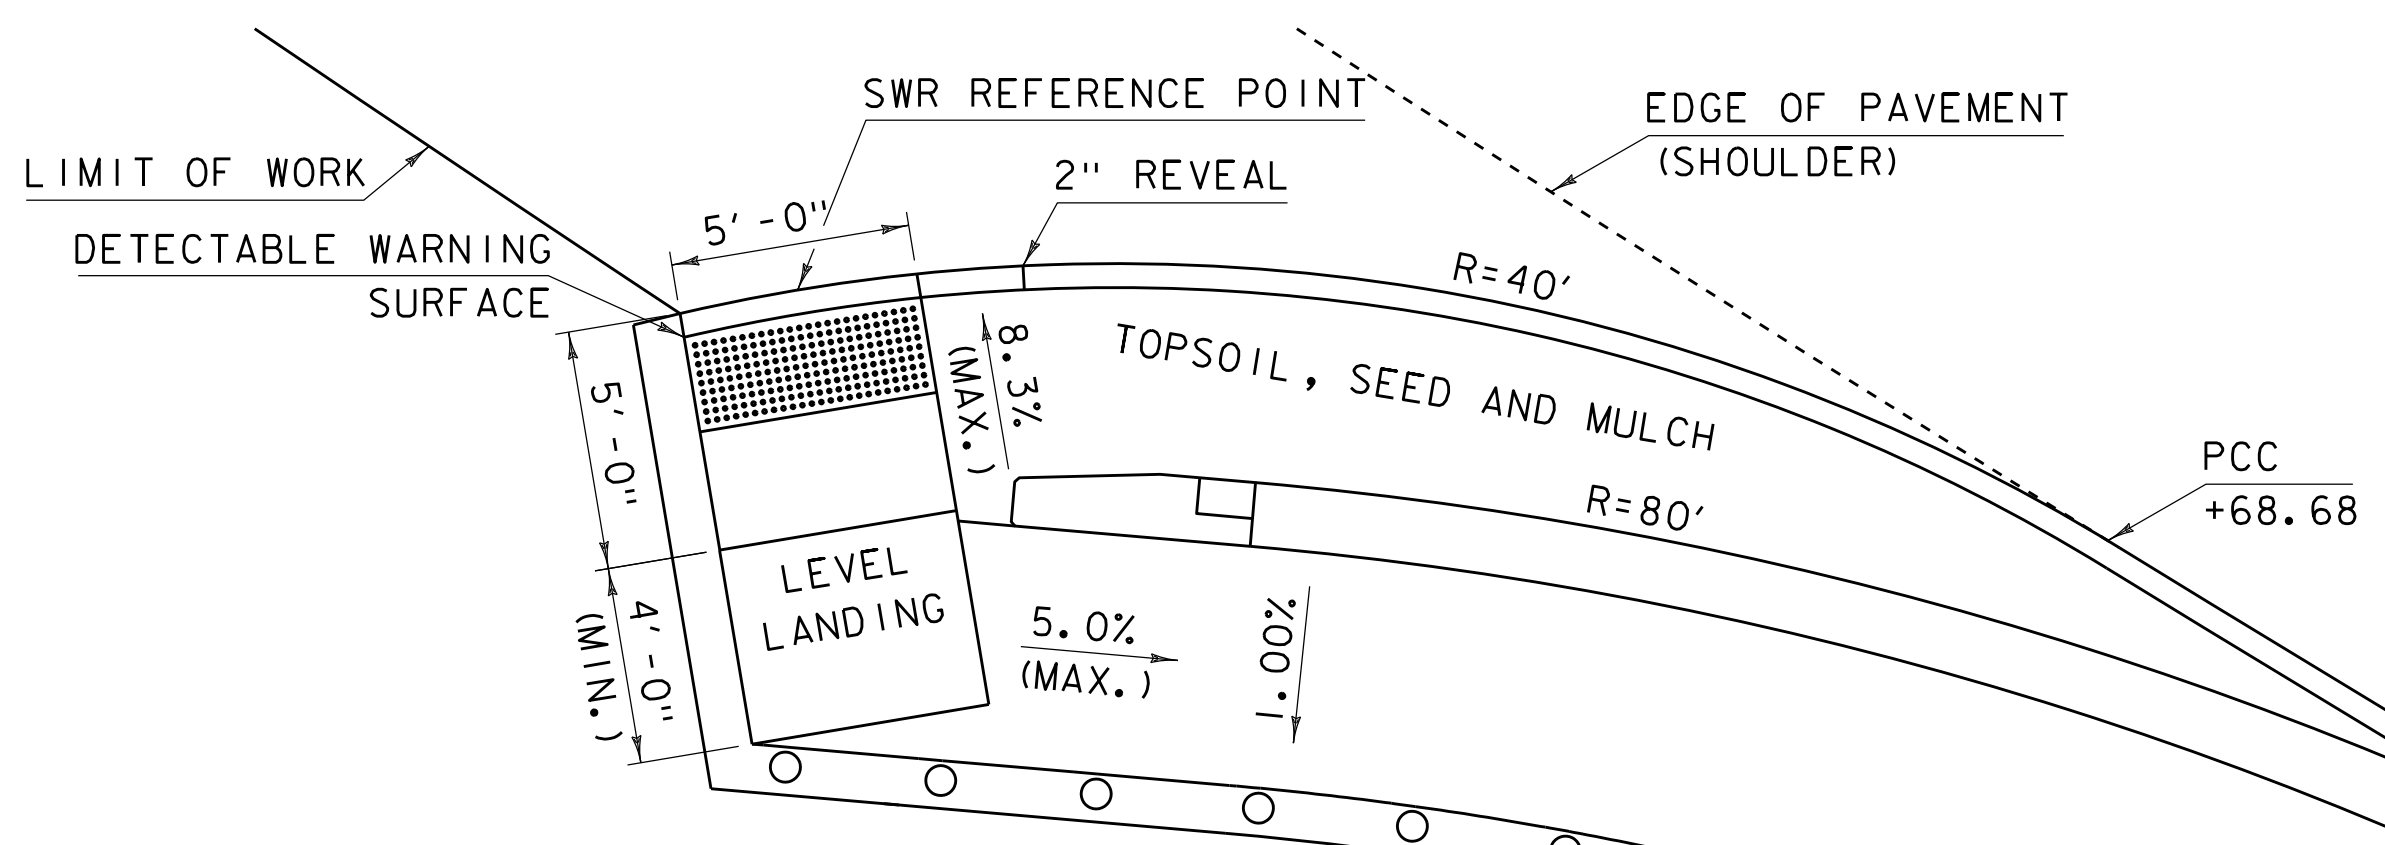 SWR REFERENCE POINT
EDGE OF PAVEMENT
(SHOULDER)
LIMIT OF WORK
2" REVEAL
5'-0"
DETECTABLE WARNING
SURFACE
R=40'
8.3%
(MAX.)
TOPSOIL, SEED AND MULCH
5'-0"
PCC
+68.68
R=80'
LEVEL
LANDING
4'-0"
(MIN.)
5.0%
(MAX.)
1.00%